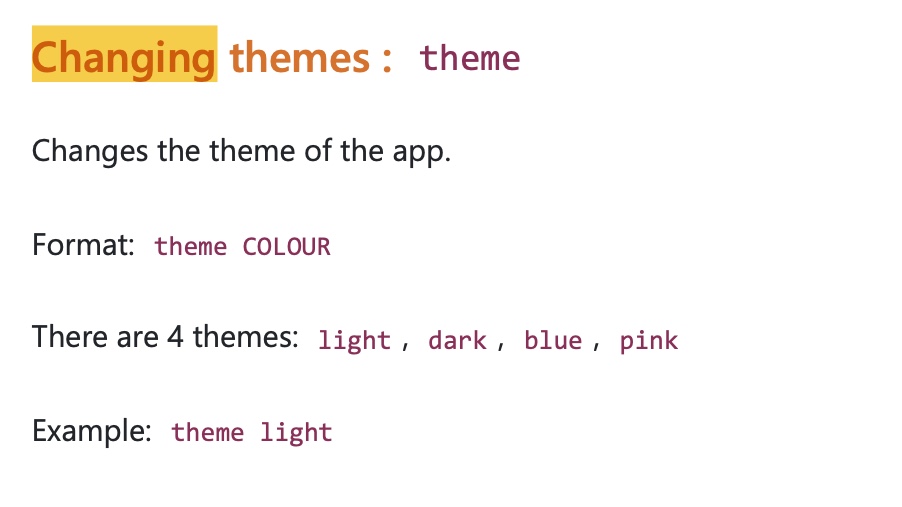 Changing themes : theme
Changes the theme of the app.
Format: theme COLOUR
There are 4 themes: light , dark , blue , pink
Example: theme light